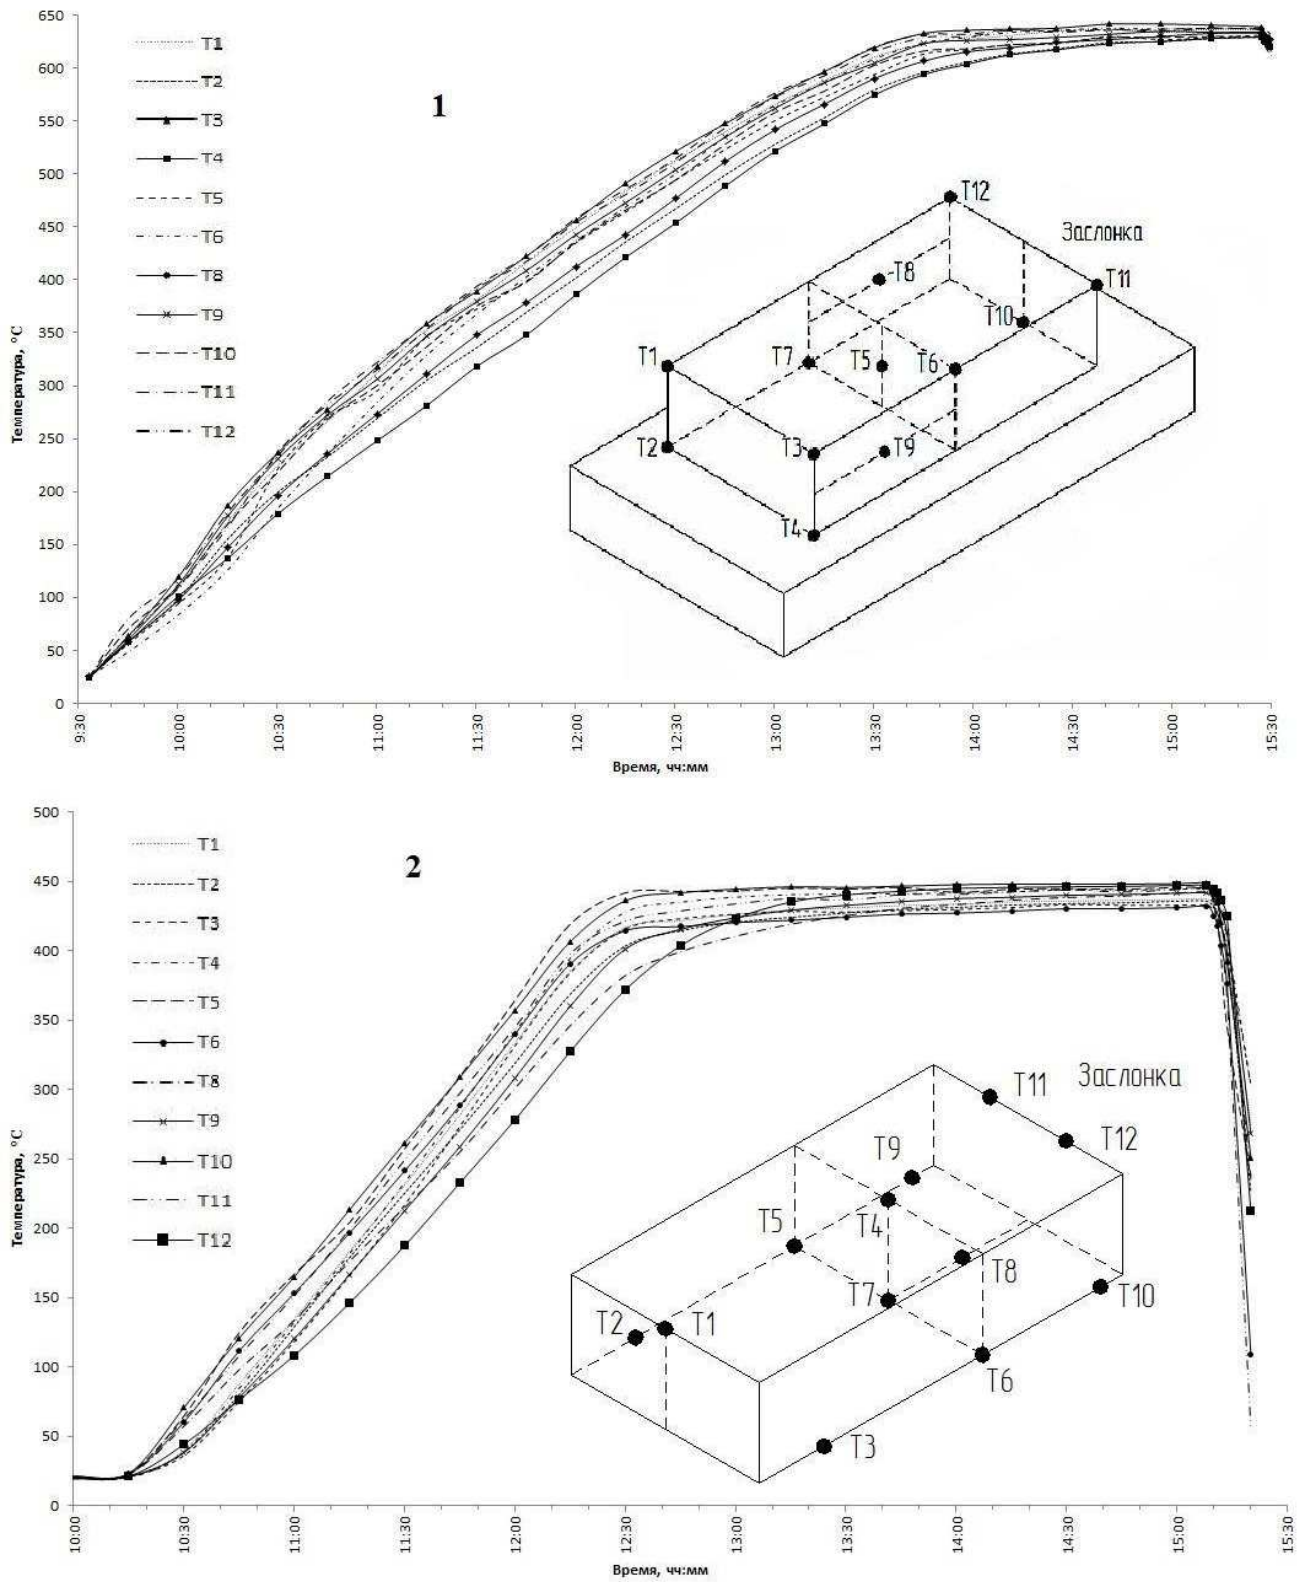 650
600
550
500
450
400
350
300
250
200
150
100
50
0
Температура, °C
T1
T2
T3
T4
T5
T6
T8
T9
T10
T11
T12
1
T12
Заслонка
T8
T11
T10
T1
T7
T5
T6
T2
T3
T9
T4
9:30
10:00
10:30
11:00
11:30
12:00
12:30
13:00
13:30
14:00
14:30
15:00
15:30
Время, чч:мм
500
450
400
350
300
250
200
150
100
50
0
Температура, °C
T1
T2
T3
T4
T5
T6
T8
T9
T10
T11
T12
2
T11
Заслонка
T12
T9
T5
T4
T8
T7
T10
T2
T1
T6
T3
10:00
10:30
11:00
11:30
12:00
12:30
13:00
13:30
14:00
14:30
15:00
15:30
Время, чч:мм